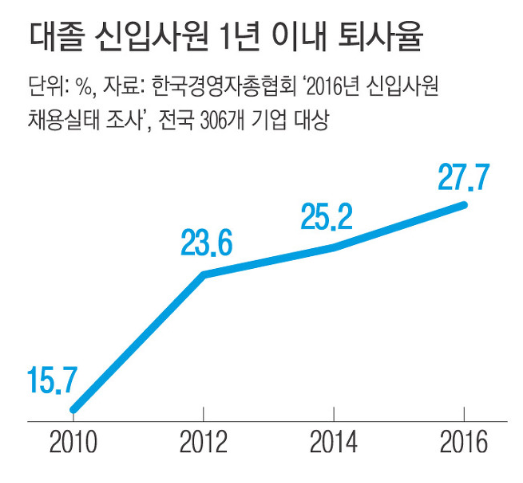 대졸 신입사원 1년 이내 퇴사율
단위: %, 자료: 한국경영자총협회 ‘2016년 신입사원
채용실태 조사’, 전국 306개 기업 대상
27.7
25.2
23.6
15.7
2010 2012 2014 2016